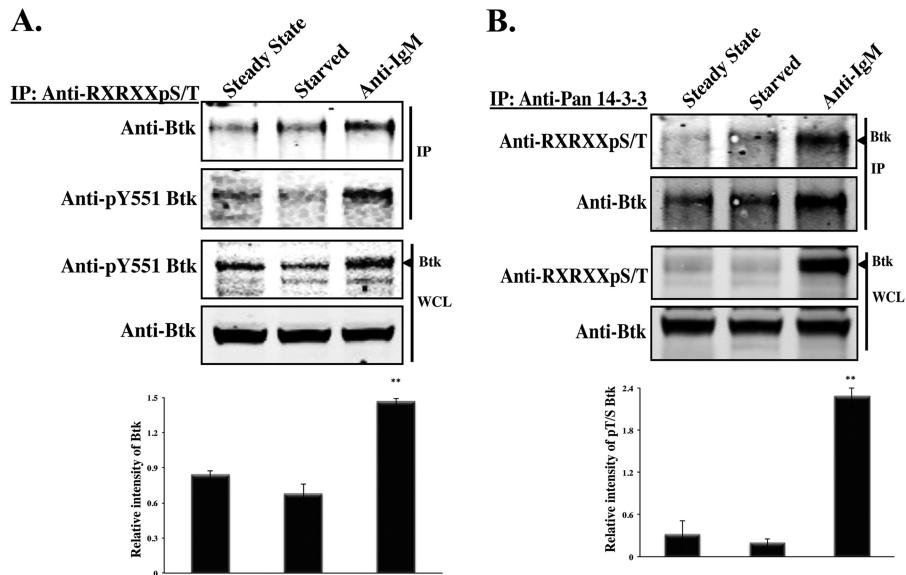 A.
Steady State
Starved
Anti-IgM
IP: Anti-RXRXXpS/T
Anti-Btk
Anti-pY551 Btk
IP
Anti-pY551 Btk
Btk
Anti-Btk
WCL
**
Relative intensity of Btk
1.5
1.2
0.9
0.6
0.3
0
B.
Steady State
Starved
Anti-IgM
IP: Anti-Pan 14-3-3
Anti-RXRXXpS/T
Btk
IP
Anti-Btk
Anti-RXRXXpS/T
Btk
WCL
Anti-Btk
**
Relative intensity of pT/S Btk
2.4
1.8
1.2
0.6
0